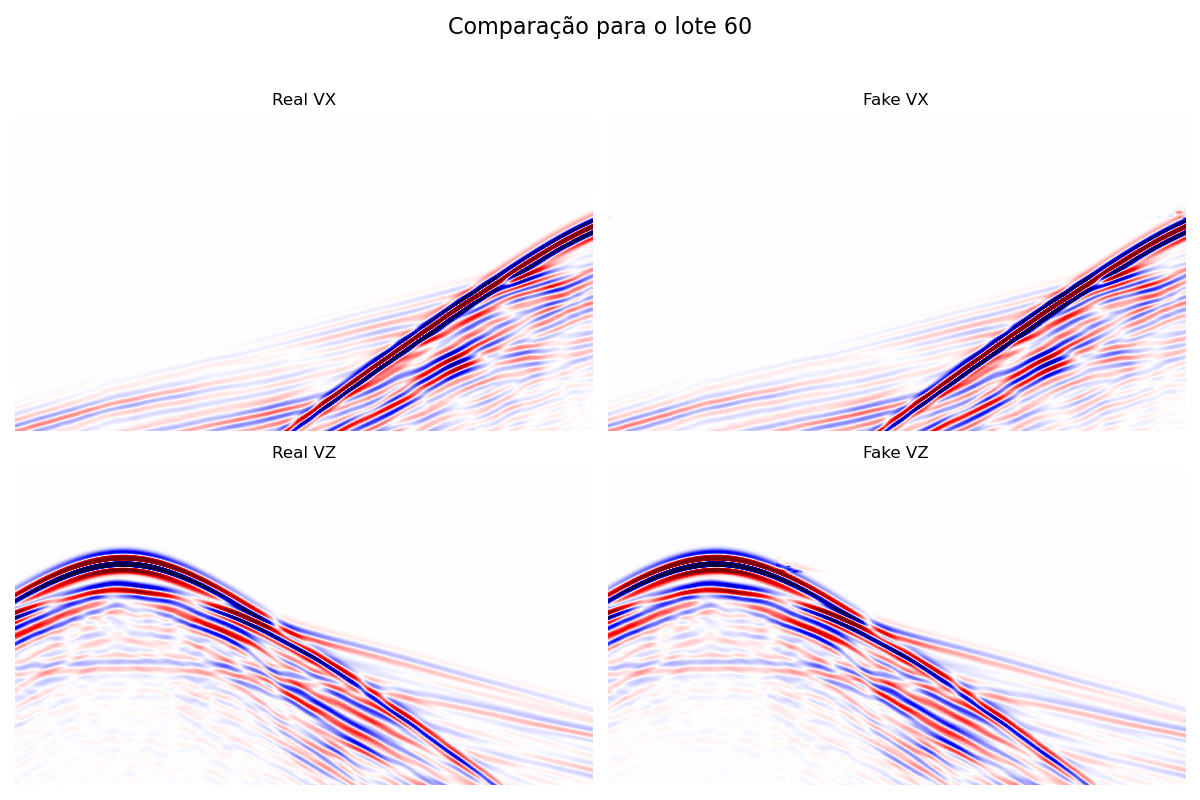 Comparação para o lote 60
Real VX
Fake VX
Real VZ
Fake VZ